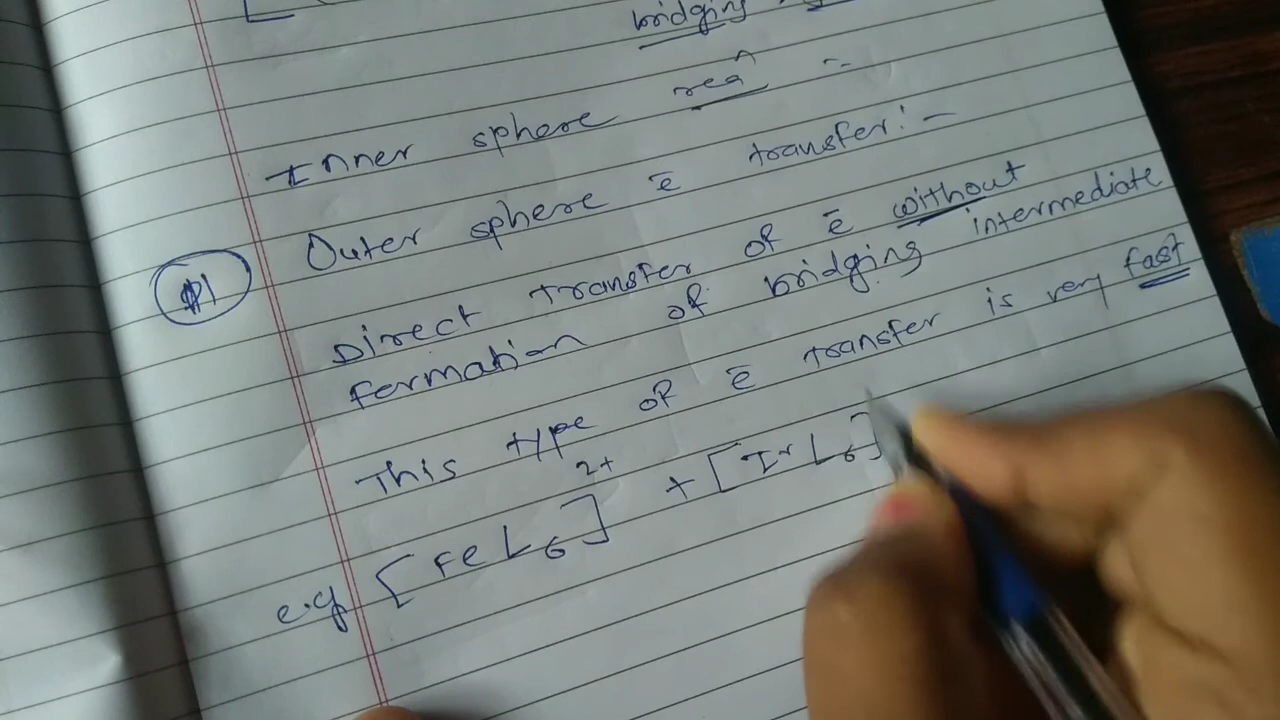 bridging
Inner sphere rea^ :-
① Outer sphere ē transfer:-
Direct transfer of ē without
formation of bridging intermediate
This type of ē transfer is very fast
e.g [FeL₆]²⁺ + [IrL₆]